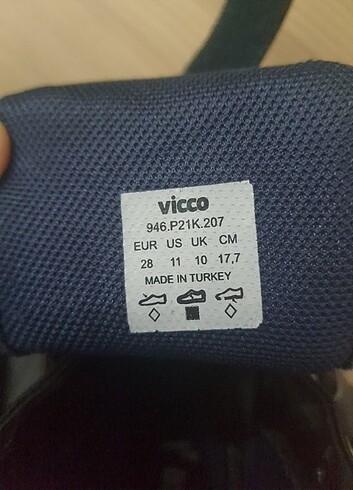 vicco
946.P21K.207
EUR US UK CM
28 11 10 17,7
MADE IN TURKEY